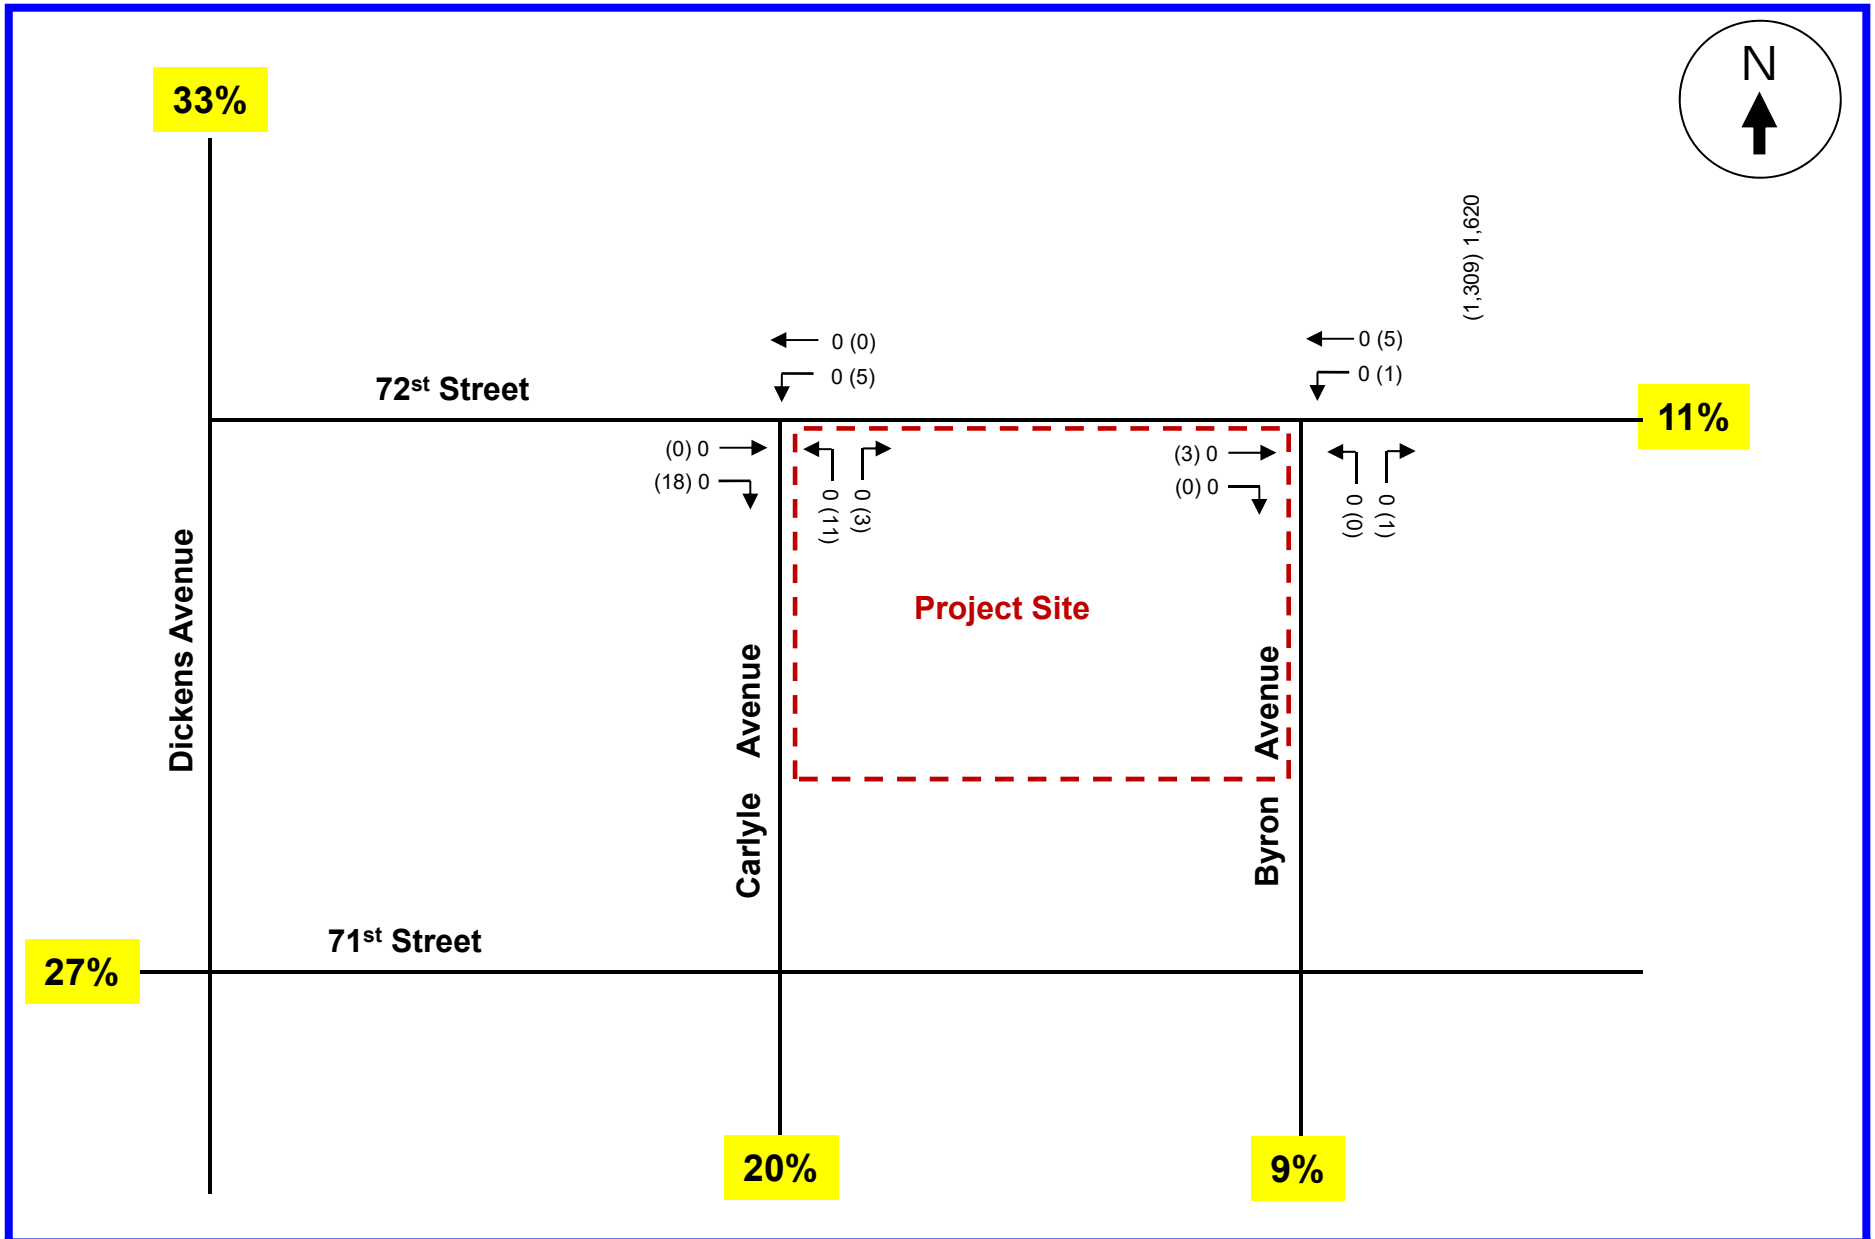 N
33%
(1,309) 1,620
0 (0)
0 (5)
0 (5)
0 (1)
72st Street
11%
(0) 0
(18) 0
0 (11)
0 (3)
(3) 0
(0) 0
0 (0)
0 (1)
Project Site
Dickens Avenue
Carlyle Avenue
Byron Avenue
71st Street
27%
20%
9%